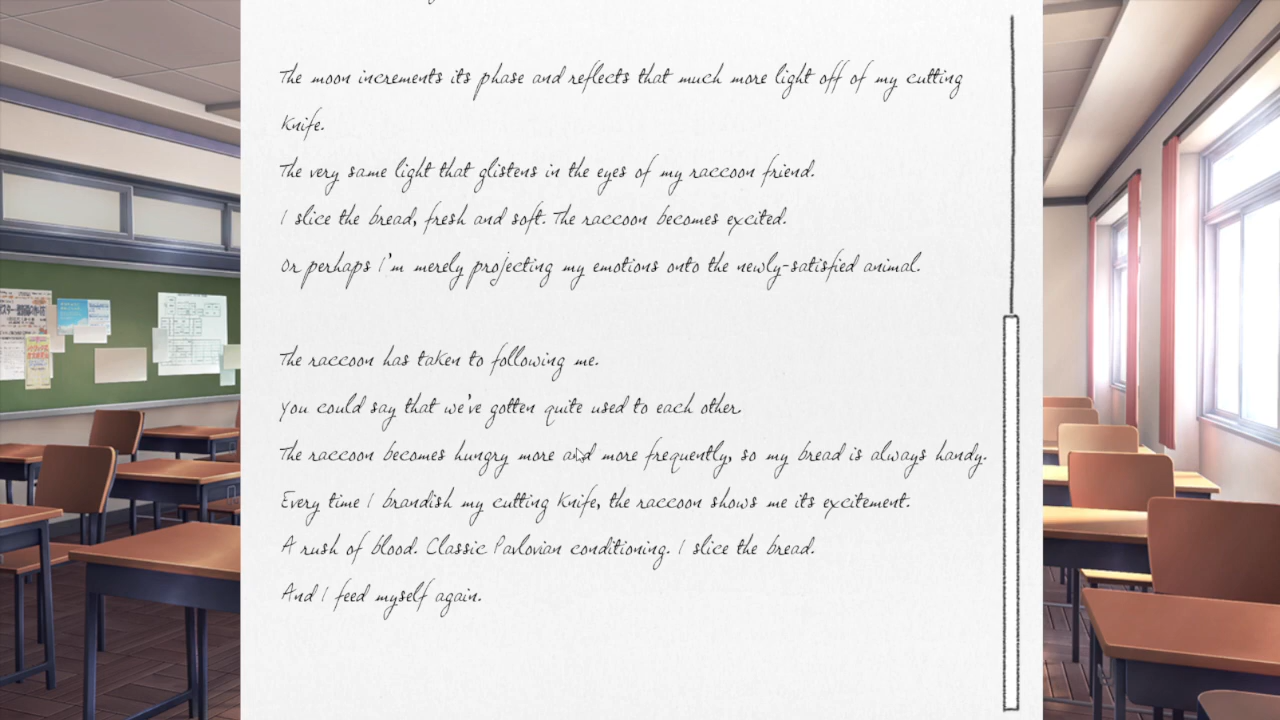 The moon increments its phase and reflects that much more light off of my cutting
knife.
The very same light that glistens in the eyes of my raccoon friend.
I slice the bread, fresh and soft. The raccoon becomes excited.
Or perhaps I'm merely projecting my emotions onto the newly-satisfied animal.
The raccoon has taken to following me.
You could say that we've gotten quite used to each other.
The raccoon becomes hungry more and more frequently, so my bread is always handy.
Every time I brandish my cutting knife, the raccoon shows me its excitement.
A rush of blood. Classic Pavlovian conditioning. I slice the bread.
And I feed myself again.